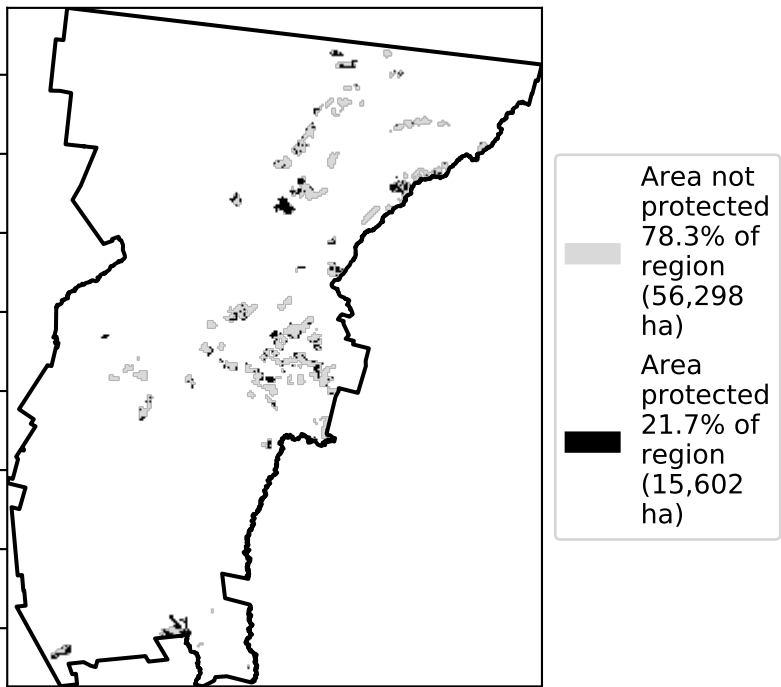 Area not
protected
78.3% of
region
(56,298
ha)
Area
protected
21.7% of
region
(15,602
ha)